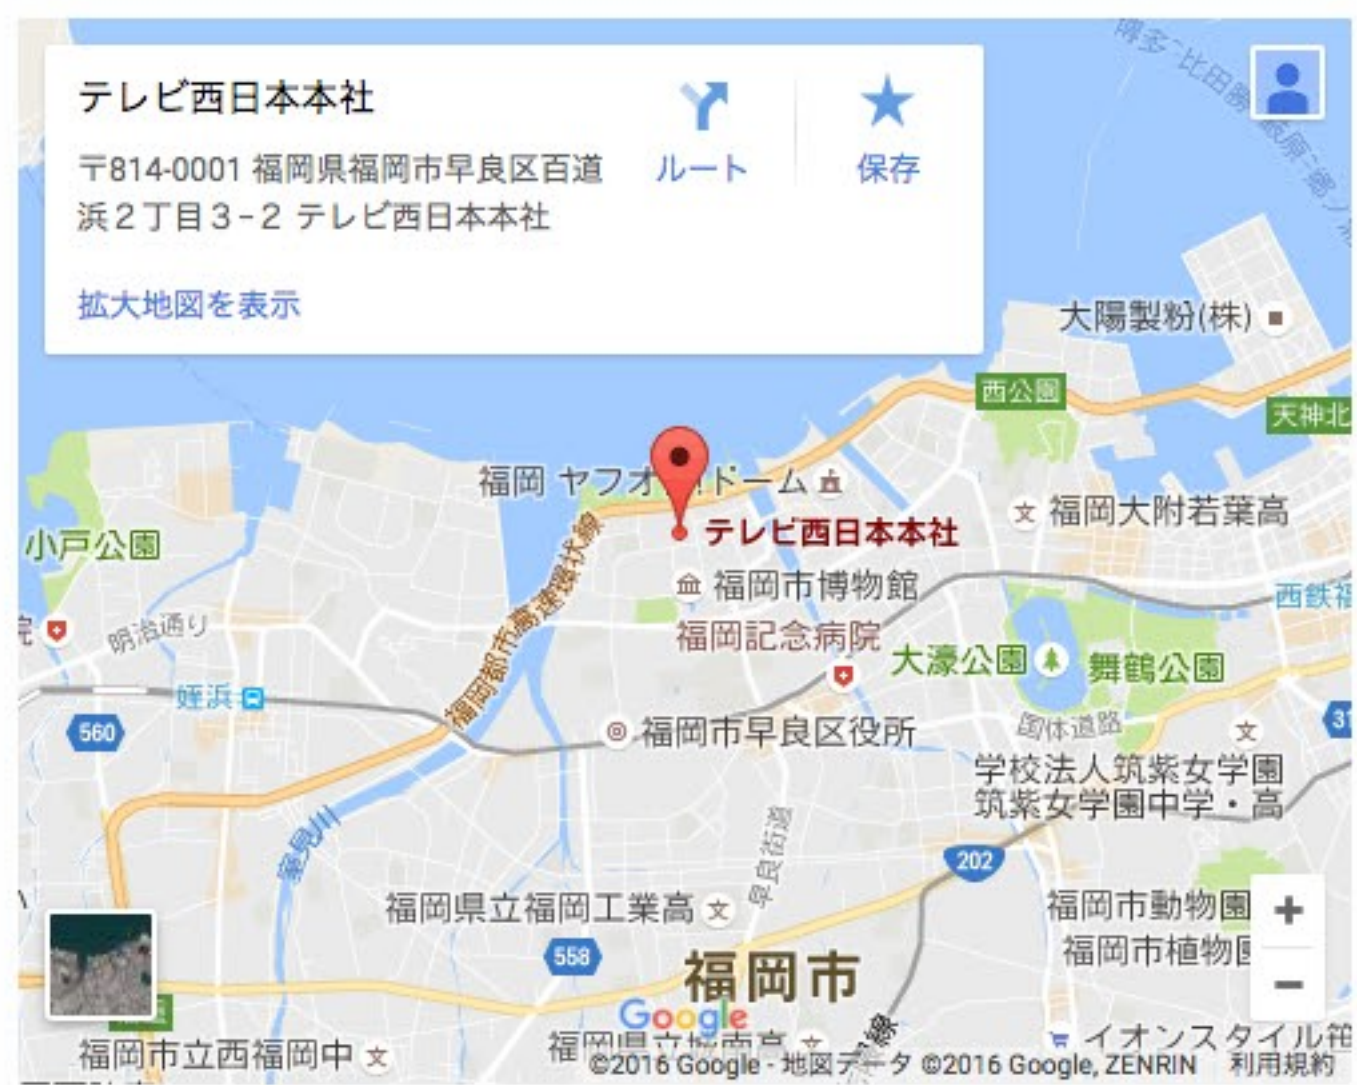 テレビ西日本本社
〒814-0001 福岡県福岡市早良区百道
浜２丁目３−２ テレビ西日本本社
ルート
保存
拡大地図を表示
大陽製粉(株)
西公園
天神北
福岡 ヤフオ
ドーム
テレビ西日本本社
福岡大附若葉高
小戸公園
福岡市博物館
西鉄福
院
明治通り
福岡都市高速環状線
福岡記念病院
大濠公園
舞鶴公園
姪浜
560
福岡市早良区役所
国体道路
31
学校法人筑紫女学園
筑紫女学園中学・高
室見川
早良街道
202
福岡県立福岡工業高
福岡市動物園
558
福岡市植物園
福岡市
Google
福岡市立西福岡中
福岡県立城南高
イオンスタイル笹
©2016 Google - 地図データ ©2016 Google, ZENRIN
利用規約